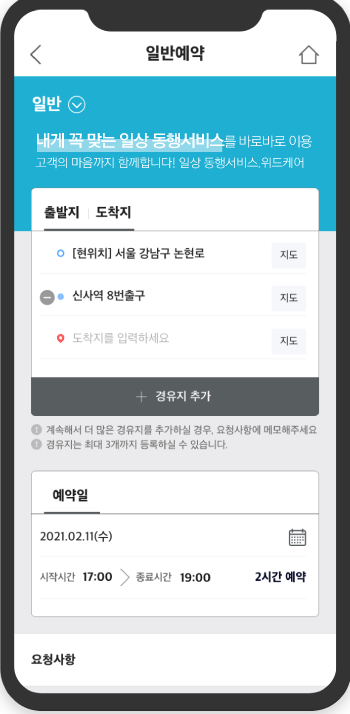 일반예약
일반
내게 꼭 맞는 일상 동행서비스를 바로바로 이용
고객의 마음까지 함께합니다! 일상 동행서비스,위드케어
출발지 | 도착지
[현위치] 서울 강남구 논현로 지도
신사역 8번출구 지도
도착지를 입력하세요 지도
+ 경유지 추가
계속해서 더 많은 경유지를 추가하실 경우, 요청사항에 메모해주세요
경유지는 최대 3개까지 등록하실 수 있습니다.
예약일
2021.02.11(수)
시작시간 17:00 > 종료시간 19:00 2시간 예약
요청사항